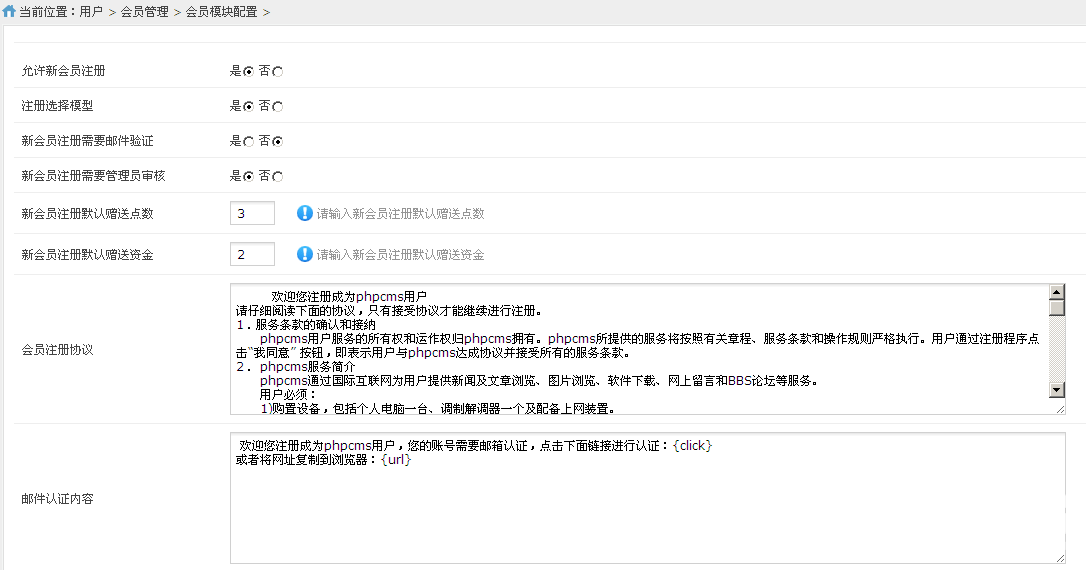 当前位置：用户 > 会员管理 > 会员模块配置 >
允许新会员注册 是 否
注册选择模型 是 否
新会员注册需要邮件验证 是 否
新会员注册需要管理员审核 是 否
新会员注册默认赠送点数 3 请输入新会员注册默认赠送点数
新会员注册默认赠送资金 2 请输入新会员注册默认赠送资金
会员注册协议
欢迎您注册成为phpcms用户
请仔细阅读下面的协议，只有接受协议才能继续进行注册。
1．服务条款的确认和接纳
phpcms用户服务的所有权和运作权归phpcms拥有。phpcms所提供的服务将按照有关章程、服务条款和操作规则严格执行。用户通过注册程序点
击“我同意” 按钮，即表示用户与phpcms达成协议并接受所有的服务条款。
2． phpcms服务简介
phpcms通过国际互联网为用户提供新闻及文章浏览、图片浏览、软件下载、网上留言和BBS论坛等服务。
用户必须：
1)购置设备，包括个人电脑一台、调制解调器一个及配备上网装置。
邮件认证内容
欢迎您注册成为phpcms用户，您的账号需要邮箱认证，点击下面链接进行认证：{click}
或者将网址复制到浏览器：{url}